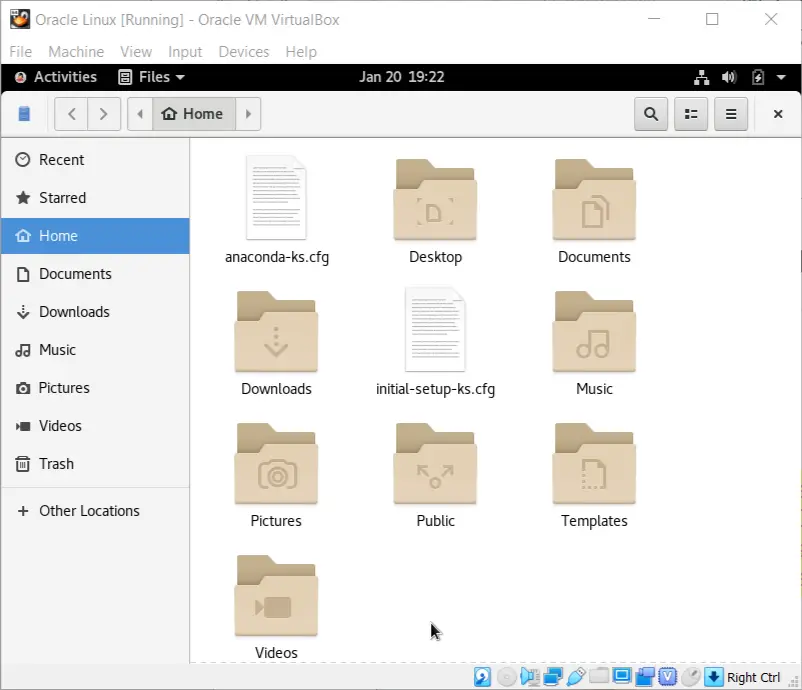 Oracle Linux [Running] - Oracle VM VirtualBox
File Machine View Input Devices Help
Activities Files Jan 20 19:22
Home
Recent
Starred
Home
Documents
Downloads
Music
Pictures
Videos
Trash
Other Locations
anaconda-ks.cfg Desktop Documents
Downloads initial-setup-ks.cfg Music
Pictures Public Templates
Videos
Right Ctrl